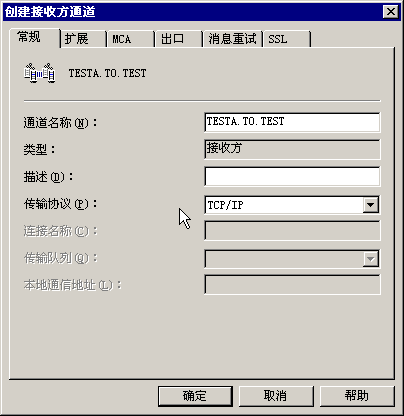 创建接收方通道
常规 扩展 MCA 出口 消息重试 SSL
TESTA.TO.TEST
通道名称(N): TESTA.TO.TEST
类型: 接收方
描述(D):
传输协议(P): TCP/IP
连接名称(C):
传输队列(Q):
本地通信地址(L):
确定 取消 帮助